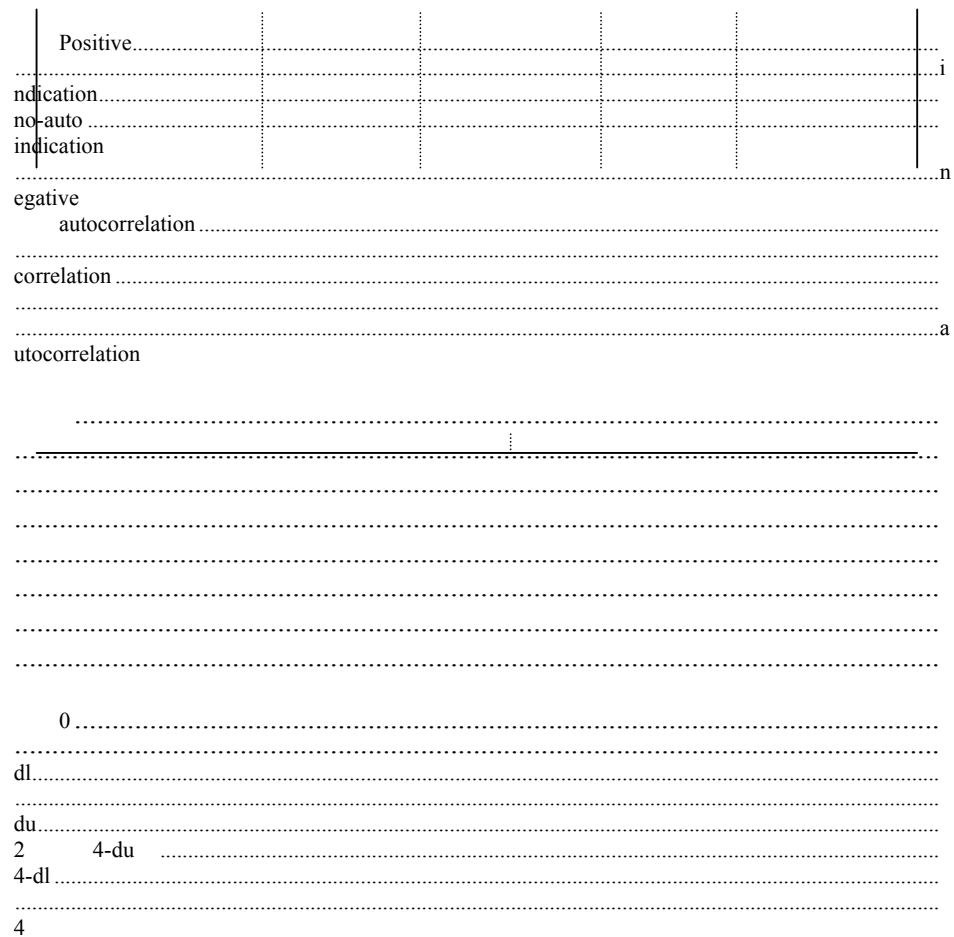 Positive................................................................
................................................................i
ndication................................................................
no-auto ................................................................
indication
................................................................n
egative
autocorrelation ................................................................
................................................................
correlation ................................................................
................................................................
................................................................a
utocorrelation
................................................................
................................................................
................................................................
................................................................
................................................................
................................................................
................................................................
................................................................
0 ................................................................
................................................................
dl................................................................
................................................................
du................................................................
2 4-du ................................................................
4-dl ................................................................
................................................................
4